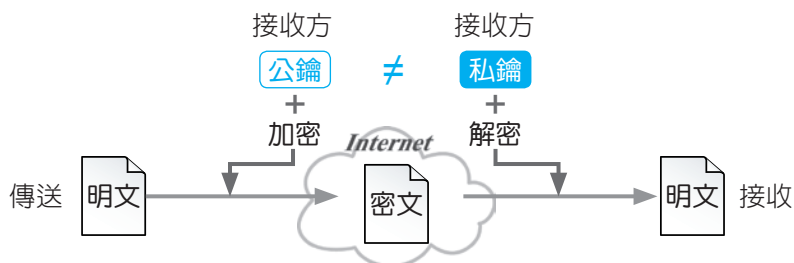 接收方 接收方
公鑰 ≠ 私鑰
+ +
加密 Internet 解密
傳送 明文 密文 明文 接收